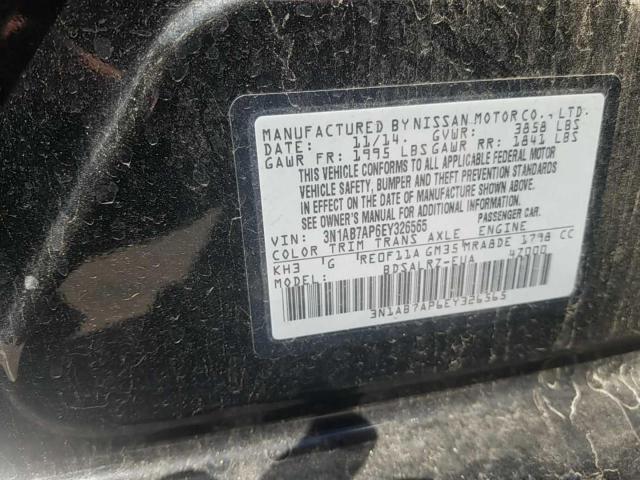 MANUFACTURED BY NISSAN MOTOR CO., LTD.
DATE: 11/14 GVWR: 3858 LBS
GAWR FR: 1995 LBS GAWR RR: 1841 LBS
THIS VEHICLE CONFORMS TO ALL APPLICABLE FEDERAL MOTOR
VEHICLE SAFETY, BUMPER AND THEFT PREVENTION STANDARDS
IN EFFECT ON THE DATE OF MANUFACTURE SHOWN ABOVE.
SEE OWNER'S MANUAL FOR ADDITIONAL INFORMATION.
VIN: 3N1AB7AP6EY326565 PASSENGER CAR.
COLOR TRIM TRANS AXLE ENGINE
KH3 G RE0F11A GM35 MRA8DE 1798 CC
MODEL: BDSALR7-EUA 47000
3N1AB7AP6EY326565